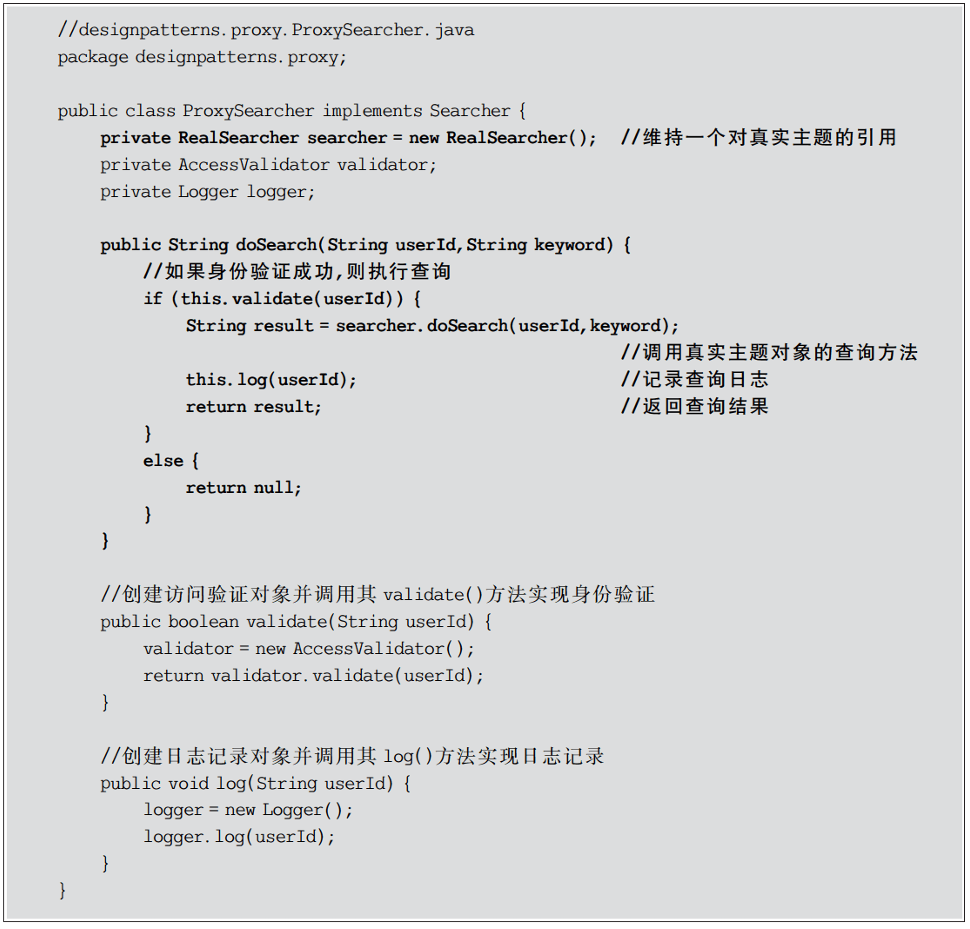 //designpatterns.proxy.ProxySearcher.java
package designpatterns.proxy;

public class ProxySearcher implements Searcher {
    private RealSearcher searcher = new RealSearcher();  //维持一个对真实主题的引用
    private AccessValidator validator;
    private Logger logger;

    public String doSearch(String userId,String keyword) {
        //如果身份验证成功,则执行查询
        if (this.validate(userId)) {
            String result = searcher.doSearch(userId,keyword);
                                                    //调用真实主题对象的查询方法
            this.log(userId);                       //记录查询日志
            return result;                          //返回查询结果
        }
        else {
            return null;
        }
    }

    //创建访问验证对象并调用其 validate()方法实现身份验证
    public boolean validate(String userId) {
        validator = new AccessValidator();
        return validator.validate(userId);
    }

    //创建日志记录对象并调用其 log()方法实现日志记录
    public void log(String userId) {
        logger = new Logger();
        logger.log(userId);
    }
}